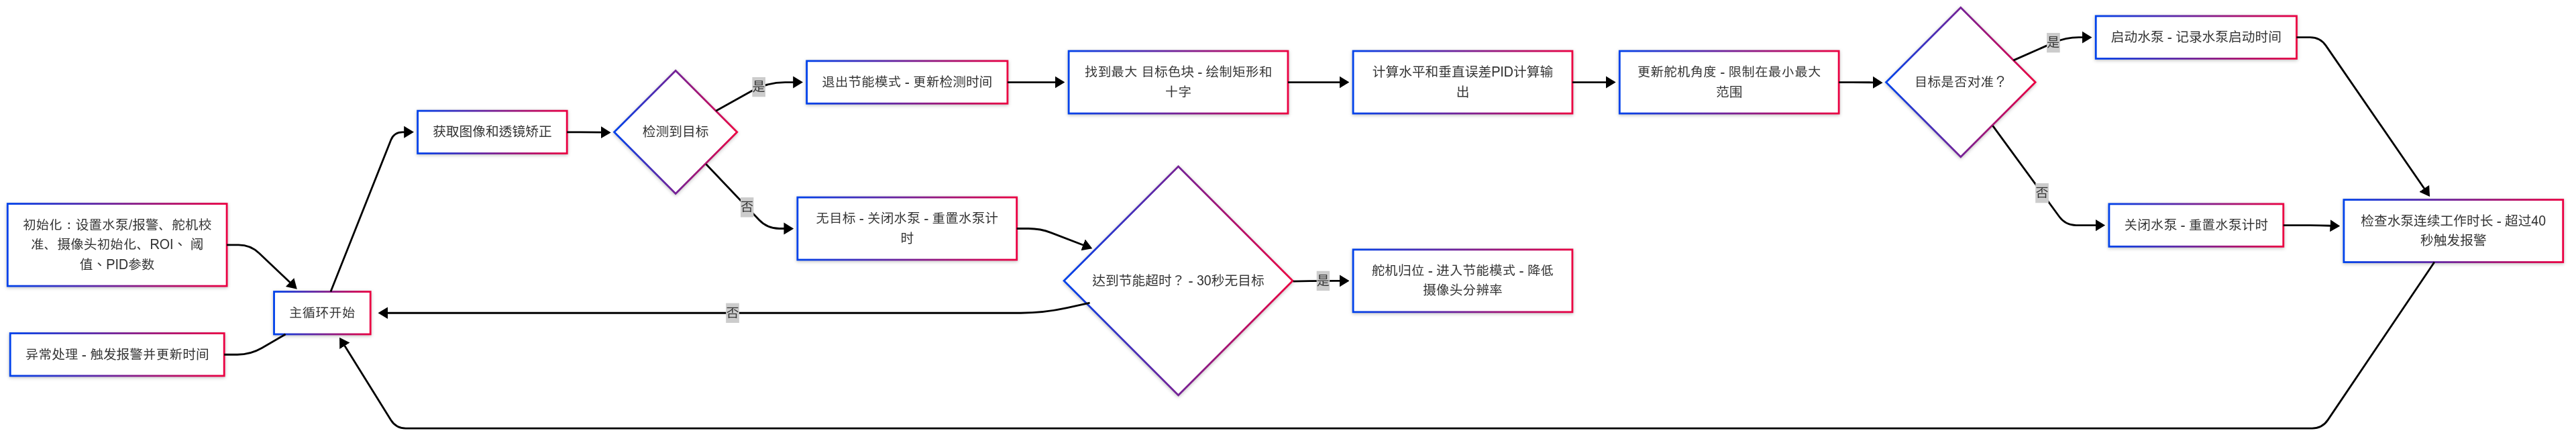 初始化：设置水泵/报警、舵机校
准、摄像头初始化、ROI、 阈
值、PID参数
异常处理 - 触发报警并更新时间
主循环开始
获取图像和透镜矫正
检测到目标
是
退出节能模式 - 更新检测时间
找到最大 目标色块 - 绘制矩形和
十字
计算水平和垂直误差PID计算输
出
更新舵机角度 - 限制在最小最大
范围
目标是否对准？
是
启动水泵 - 记录水泵启动时间
否
关闭水泵 - 重置水泵计时
检查水泵连续工作时长 - 超过40
秒触发报警
否
无目标 - 关闭水泵 - 重置水泵计
时
达到节能超时？ - 30秒无目标
是
舵机归位 - 进入节能模式 - 降低
摄像头分辨率
否